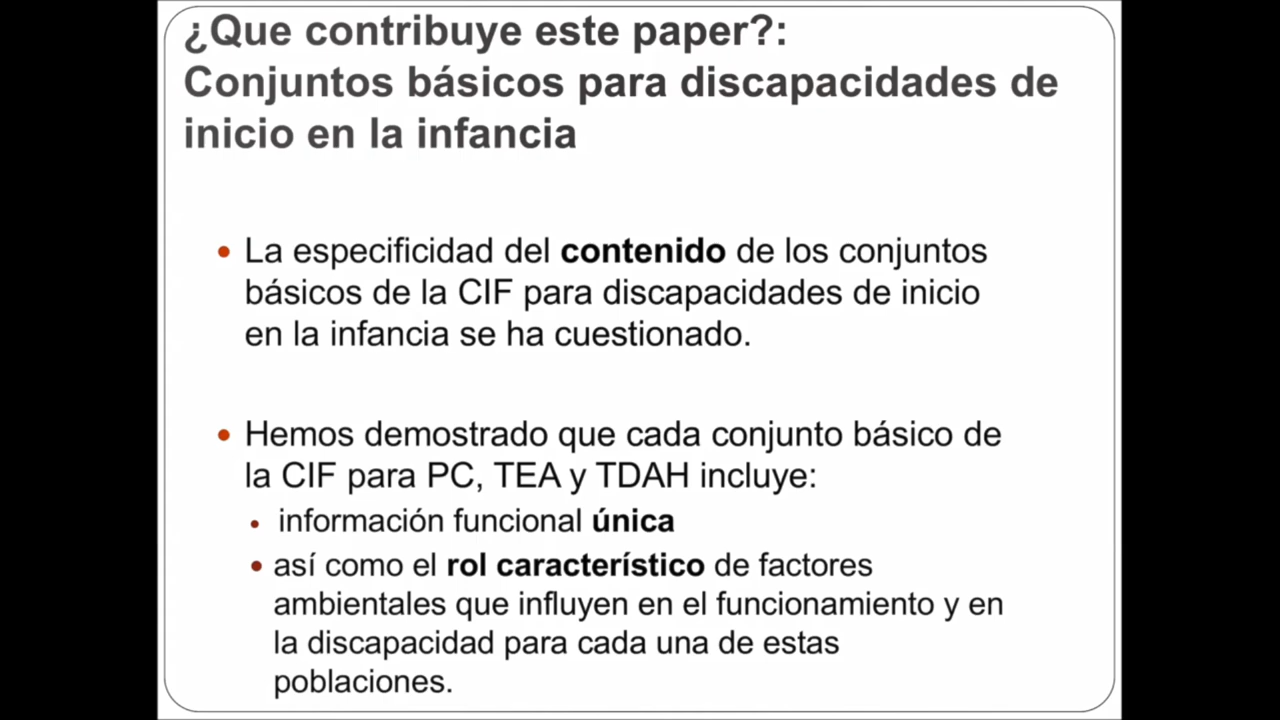 ¿Que contribuye este paper?:
Conjuntos básicos para discapacidades de
inicio en la infancia
• La especificidad del contenido de los conjuntos
básicos de la CIF para discapacidades de inicio
en la infancia se ha cuestionado.
• Hemos demostrado que cada conjunto básico de
la CIF para PC, TEA y TDAH incluye:
• información funcional única
• así como el rol característico de factores
ambientales que influyen en el funcionamiento y en
la discapacidad para cada una de estas
poblaciones.